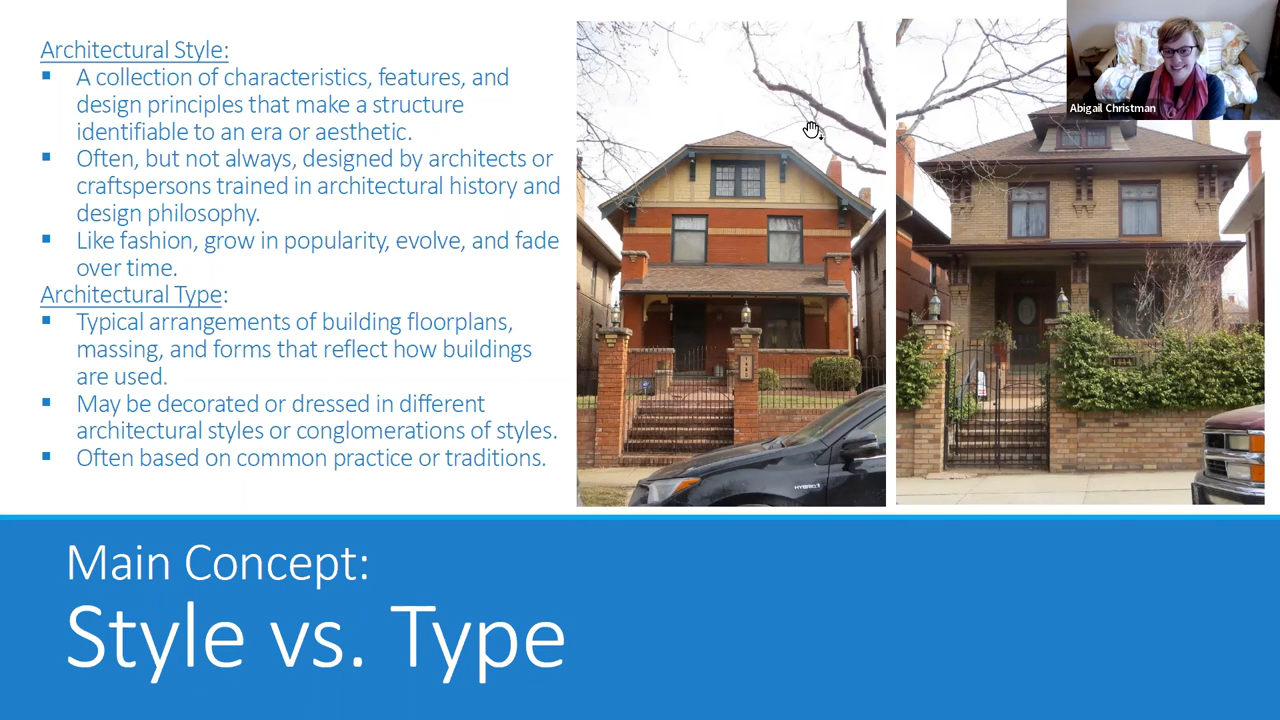 Architectural Style:
▪ A collection of characteristics, features, and
design principles that make a structure
identifiable to an era or aesthetic.
▪ Often, but not always, designed by architects or
craftspersons trained in architectural history and
design philosophy.
▪ Like fashion, grow in popularity, evolve, and fade
over time.
Architectural Type:
▪ Typical arrangements of building floorplans,
massing, and forms that reflect how buildings
are used.
▪ May be decorated or dressed in different
architectural styles or conglomerations of styles.
▪ Often based on common practice or traditions.
HYBRID
Abigail Christman
Main Concept:
Style vs. Type